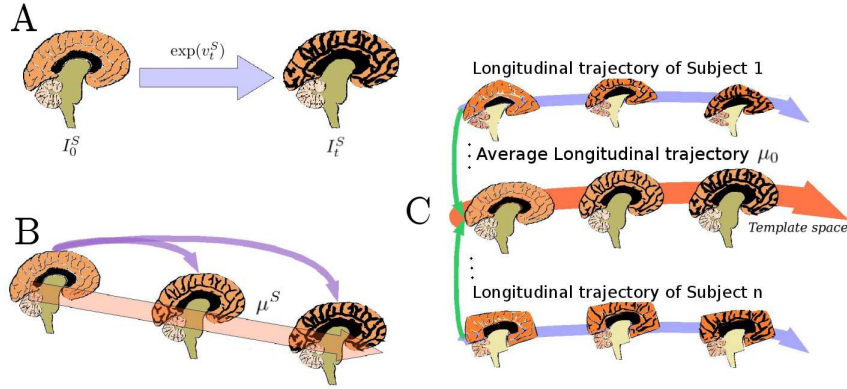 A
exp(v_t^S)
I_0^S
I_t^S
B
μ^S
C
Longitudinal trajectory of Subject 1
Average Longitudinal trajectory μ_0
Template space
Longitudinal trajectory of Subject n